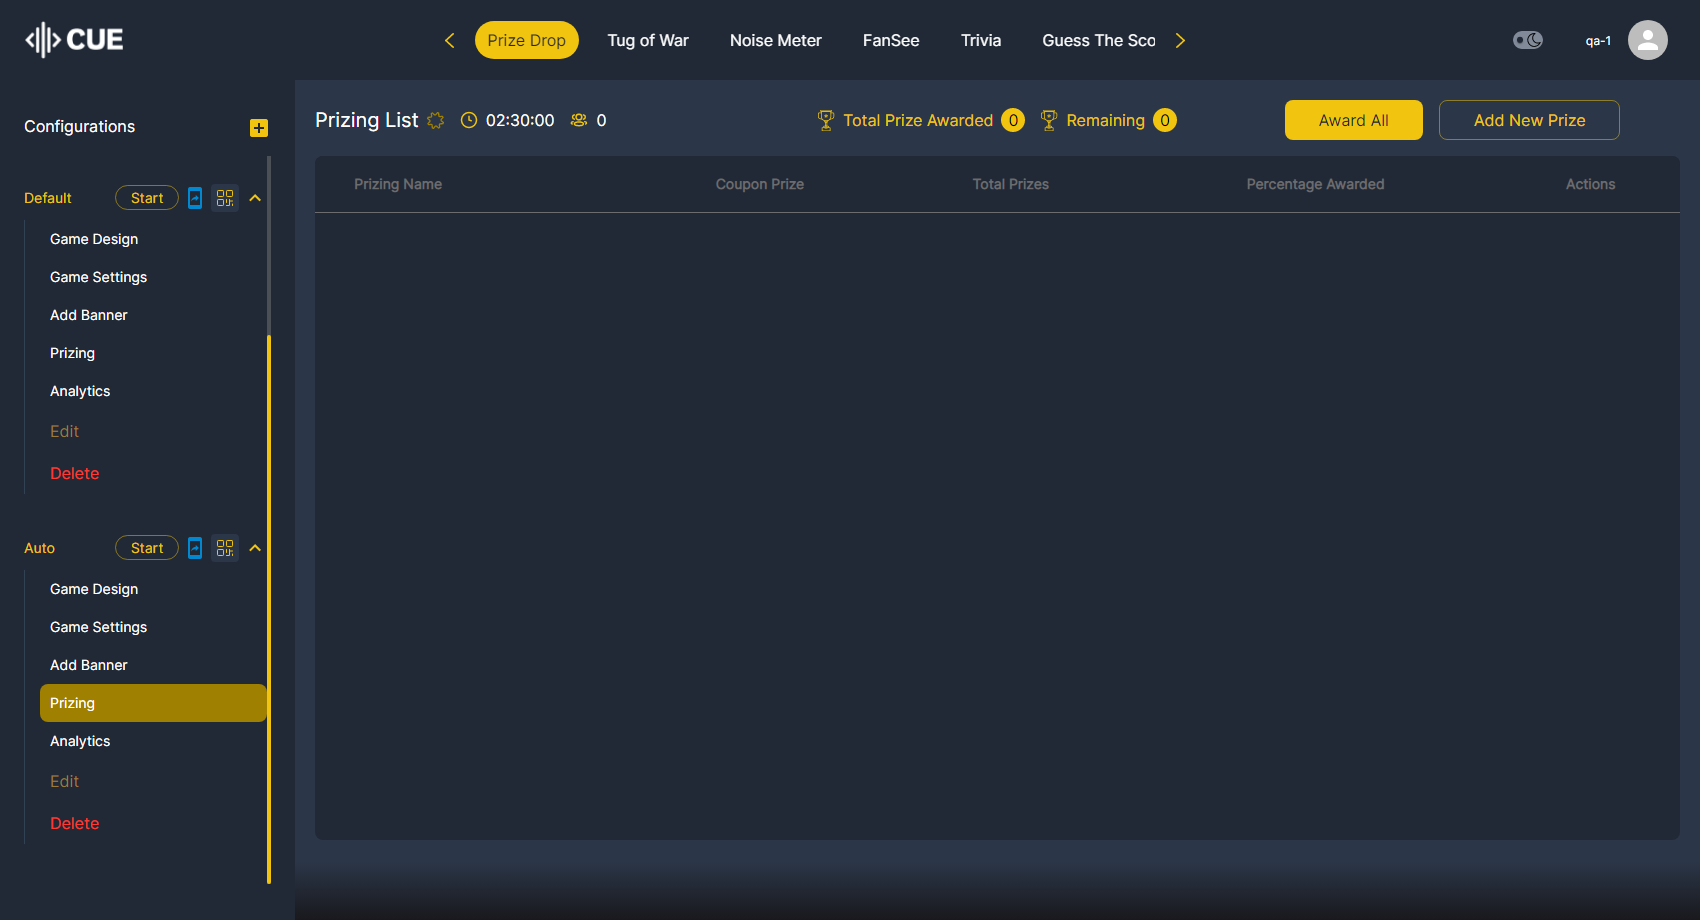 CUE
Prize Drop
Tug of War
Noise Meter
FanSee
Trivia
Guess The Sco
qa-1
Configurations
Default
Start
Game Design
Game Settings
Add Banner
Prizing
Analytics
Edit
Delete
Auto
Start
Game Design
Game Settings
Add Banner
Prizing
Analytics
Edit
Delete
Prizing List
02:30:00
0
Total Prize Awarded 0
Remaining 0
Award All
Add New Prize
Prizing Name
Coupon Prize
Total Prizes
Percentage Awarded
Actions